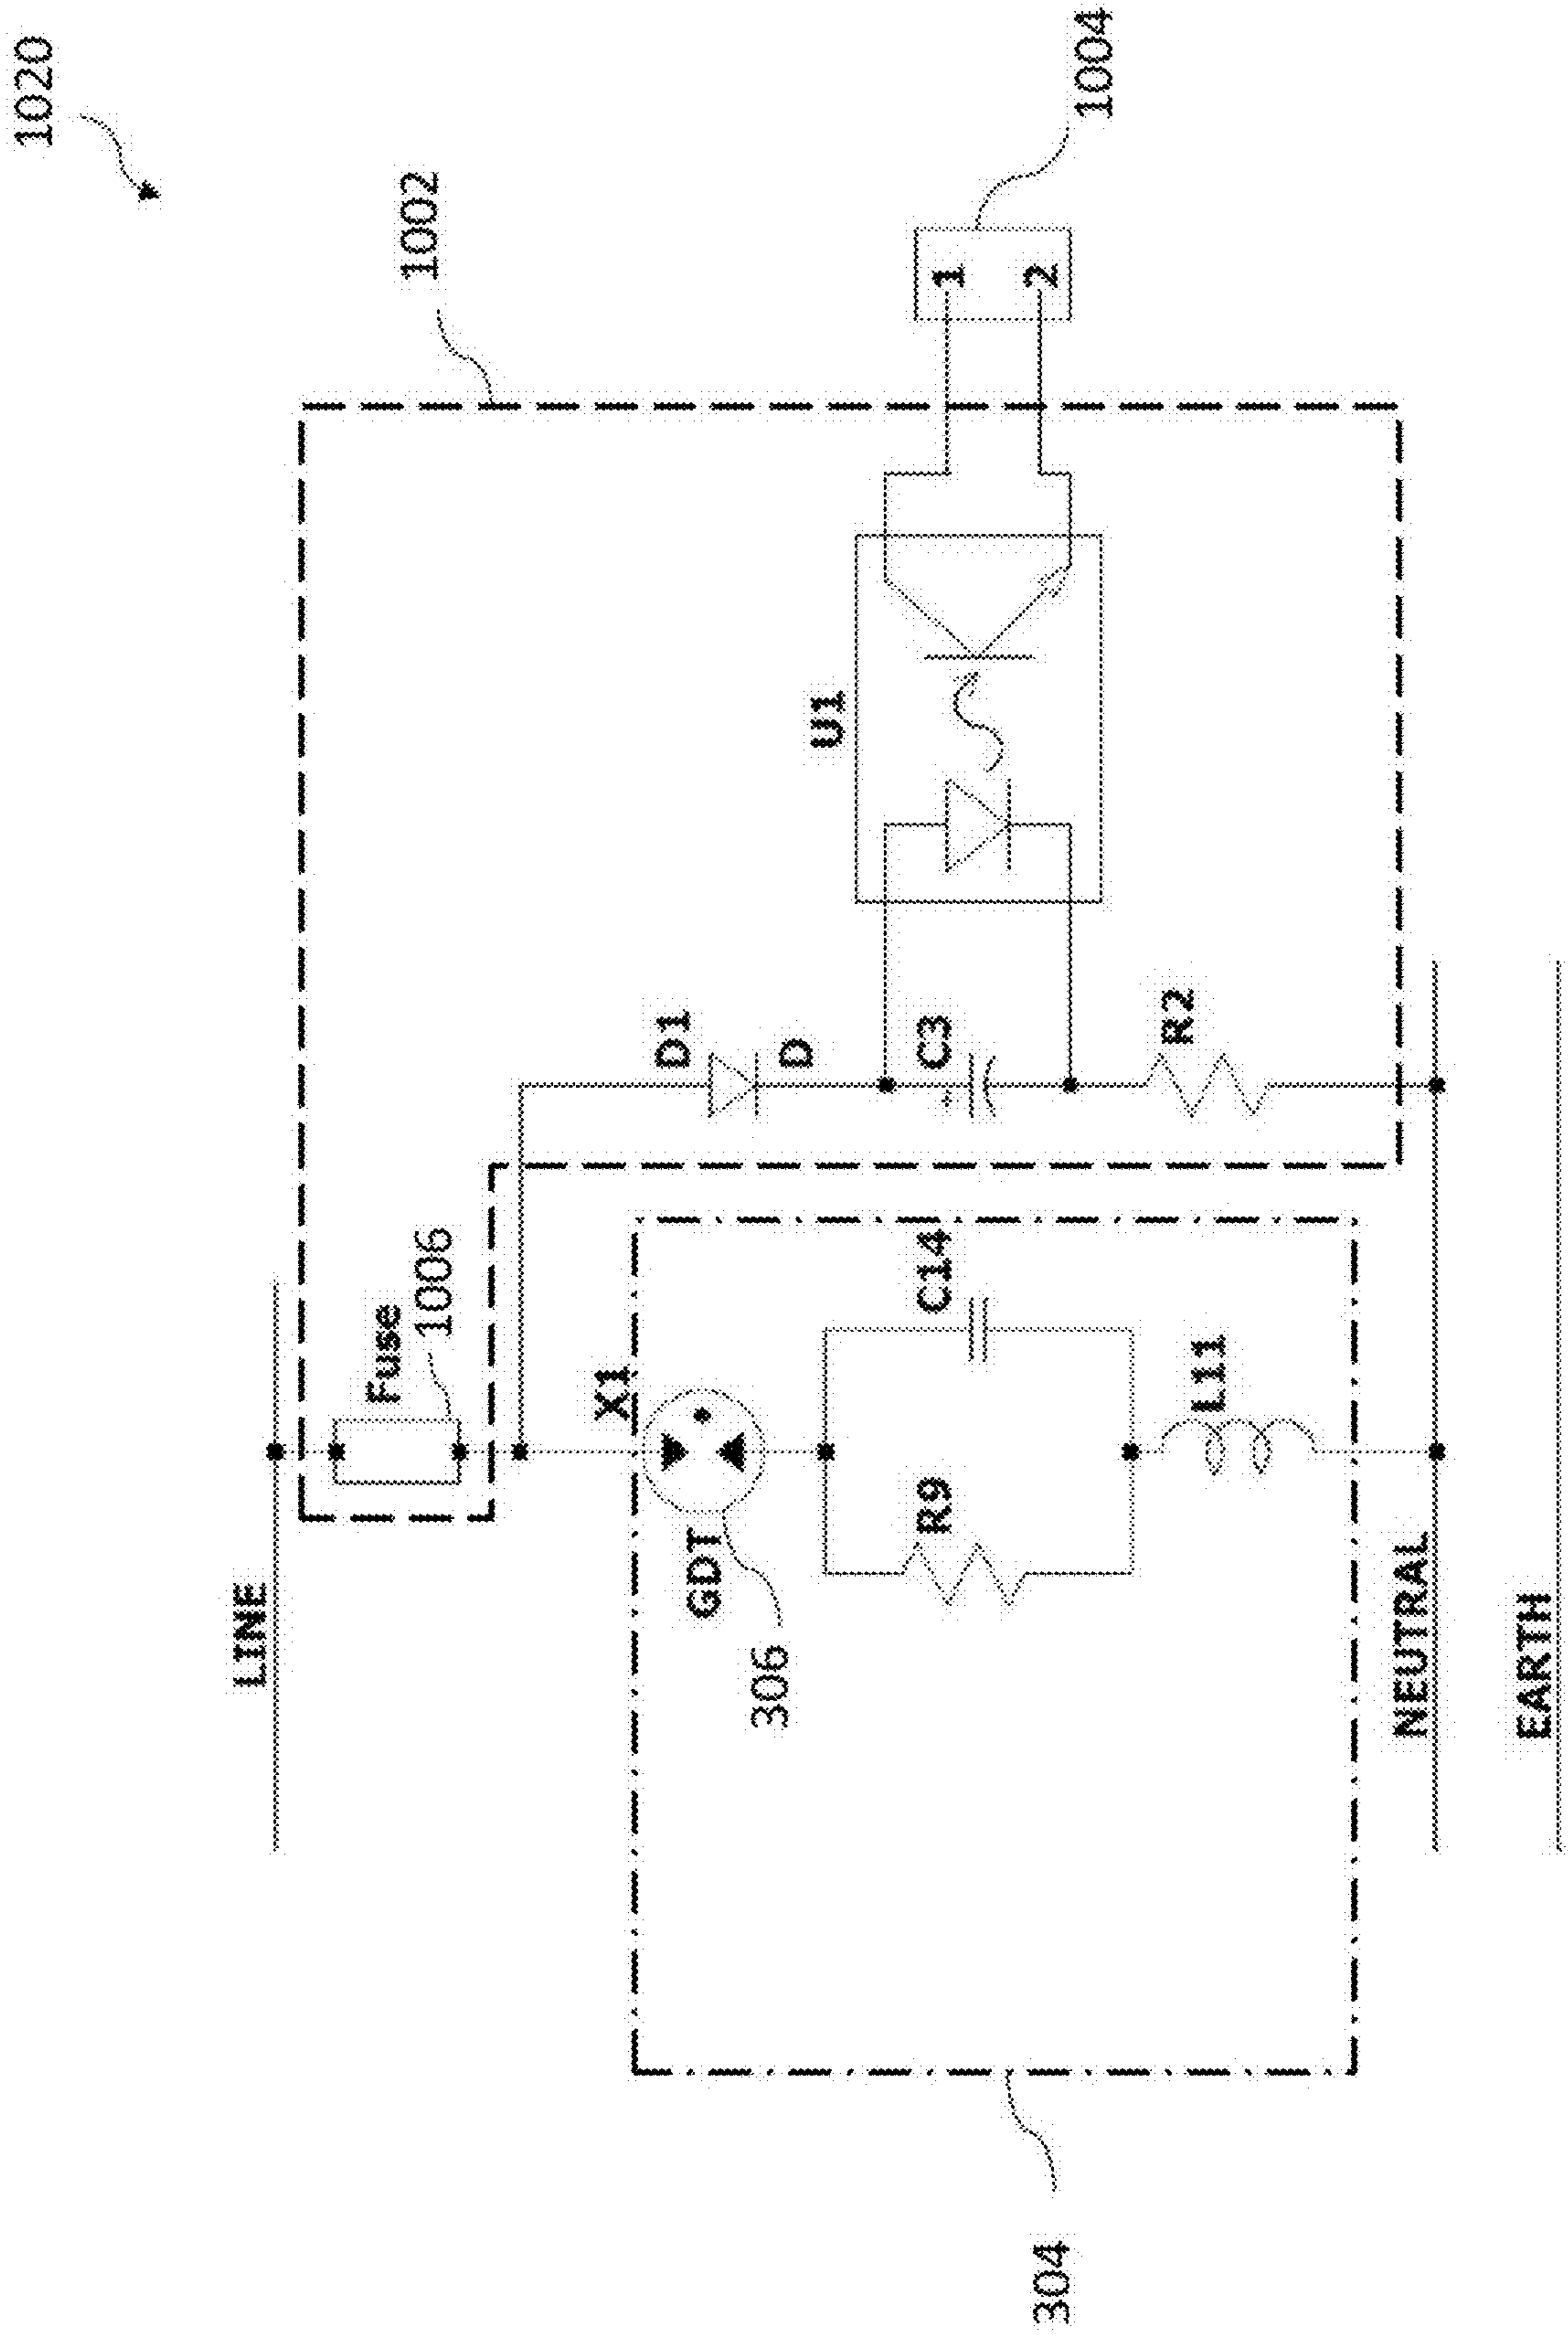 1020
1002
1004
LINE
Fuse
1006
X1
GDT
306
R9
C14
L11
D1
D
C3
R2
U1
1
2
NEUTRAL
EARTH
304